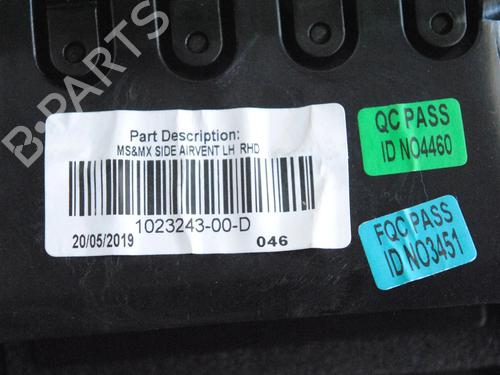 B-PARTS
Part Description:
MS&MX SIDE AIRVENT LH RHD
1023243-00-D
20/05/2019
046
QC PASS
ID NO4460
FQC PASS
ID NO3451